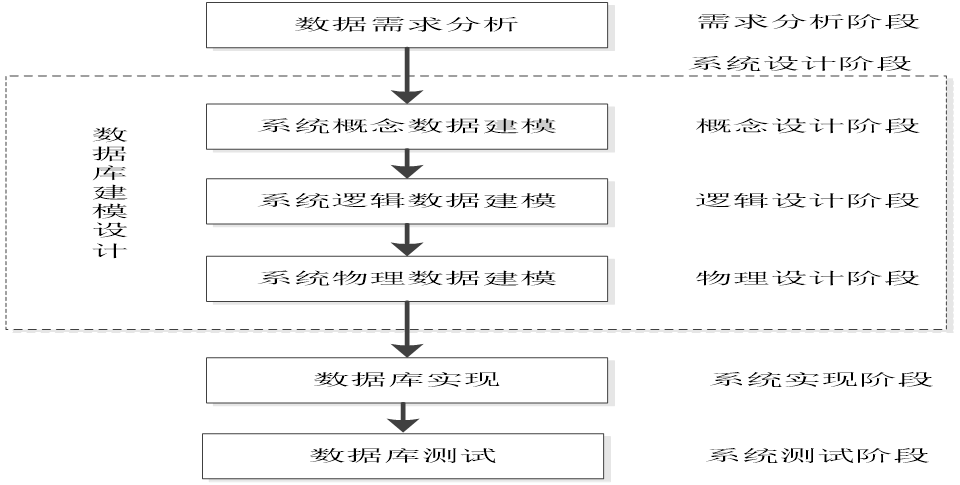 数据需求分析
需求分析阶段
系统设计阶段
数据库建模设计
系统概念数据建模
概念设计阶段
系统逻辑数据建模
逻辑设计阶段
系统物理数据建模
物理设计阶段
数据库实现
系统实现阶段
数据库测试
系统测试阶段